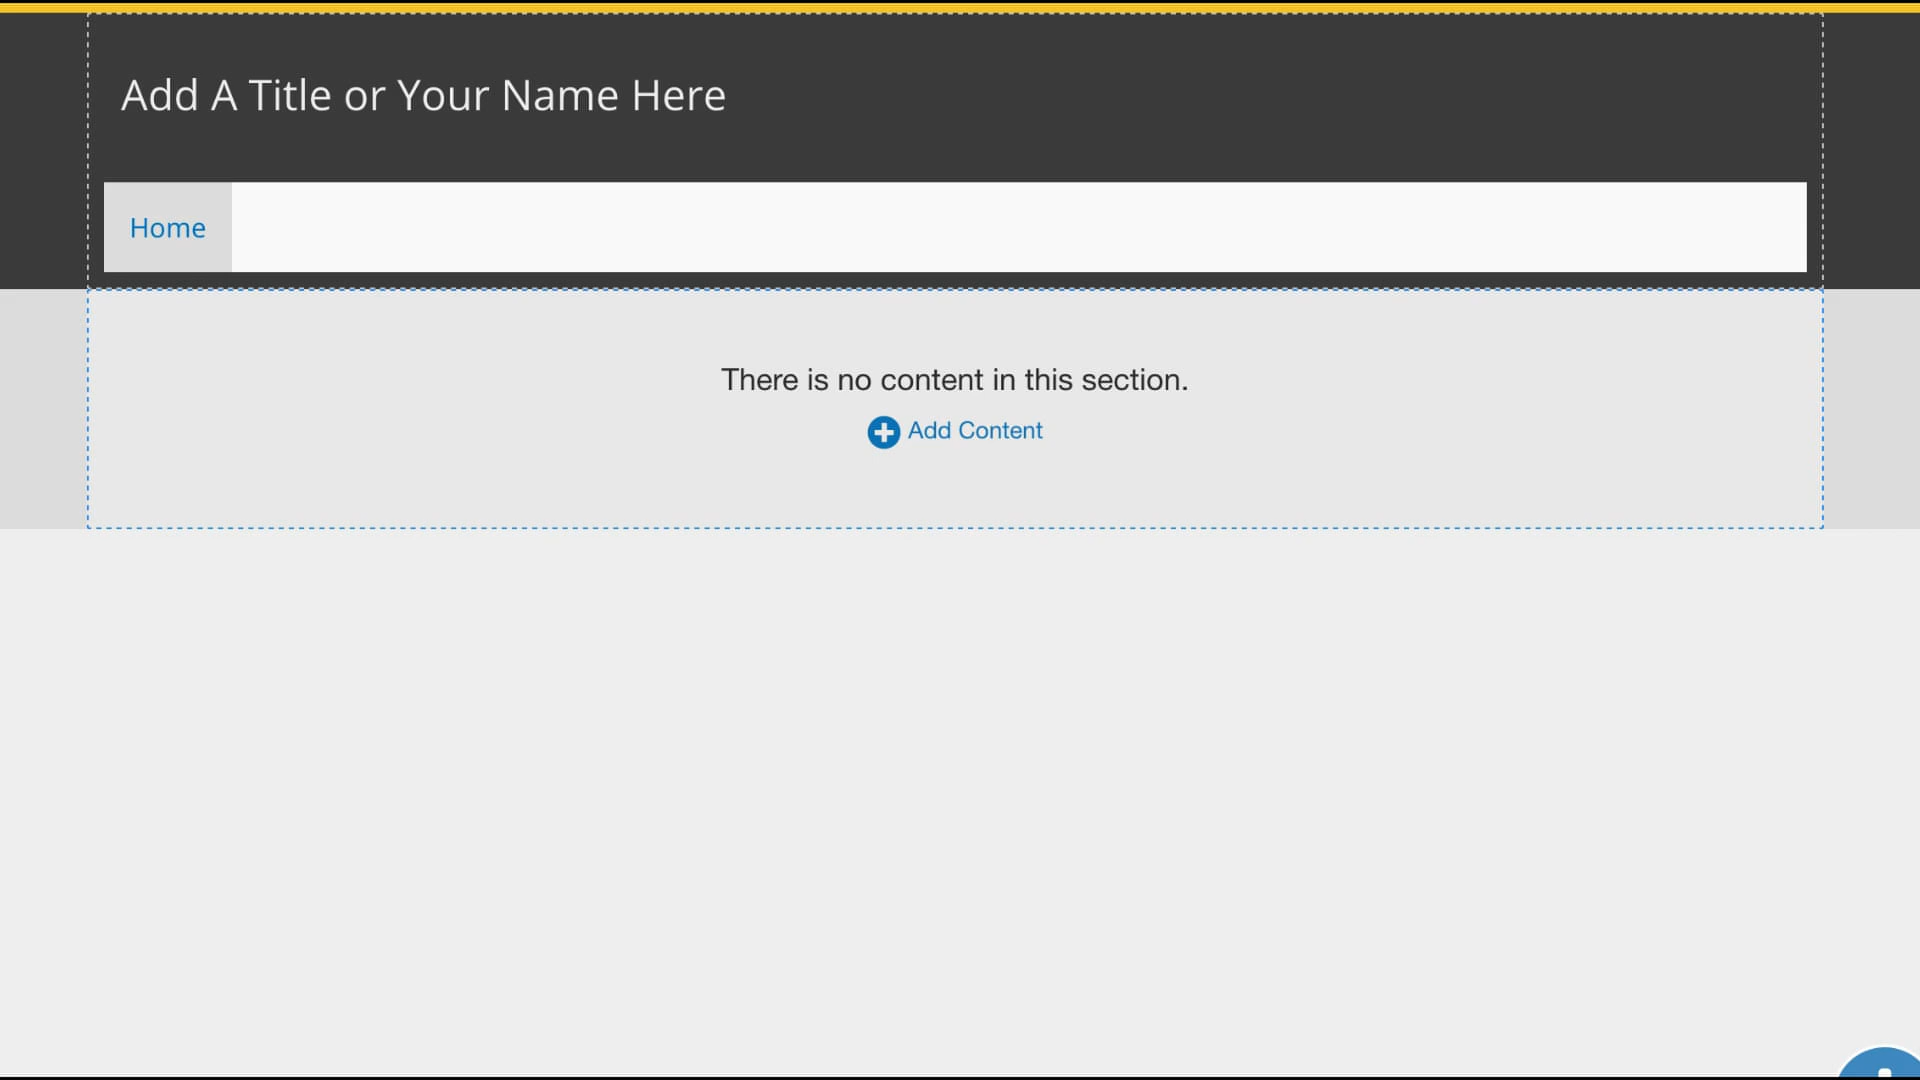 Add A Title or Your Name Here
Home
There is no content in this section.
Add Content